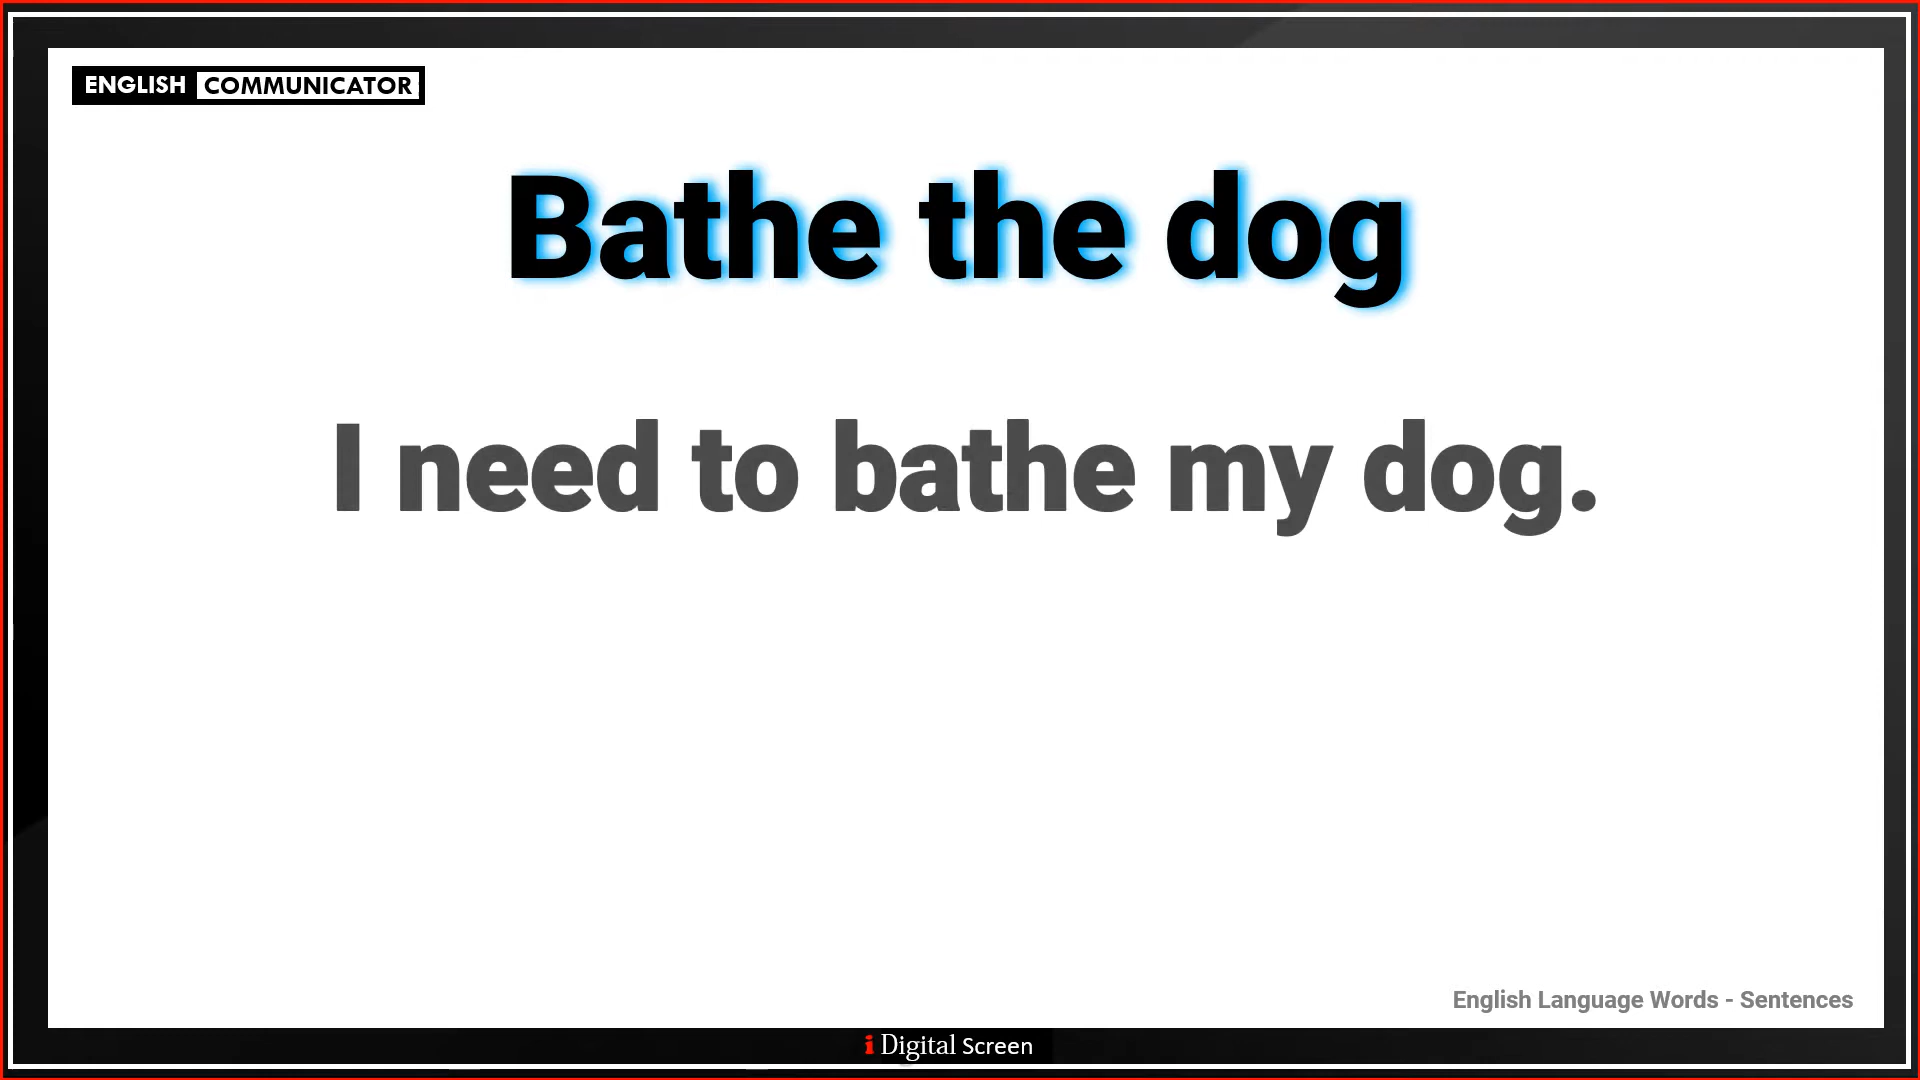 ENGLISH COMMUNICATOR
Bathe the dog
I need to bathe my dog.
English Language Words - Sentences
i Digital Screen